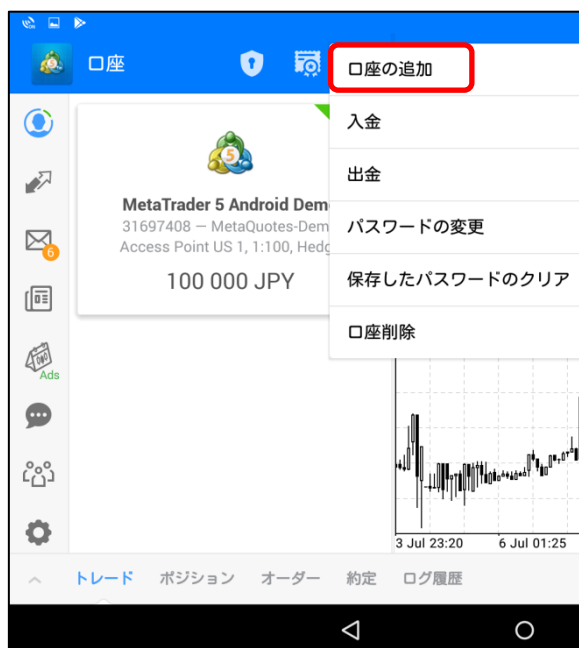 口座
口座の追加
入金
出金
パスワードの変更
保存したパスワードのクリア
口座削除
5
MetaTrader 5 Android Dem
31697408 — MetaQuotes-Dem
Access Point US 1, 1:100, Hedg
100 000 JPY
6
Ads
3 Jul 23:20
6 Jul 01:25
トレード
ポジション
オーダー
約定
ログ履歴